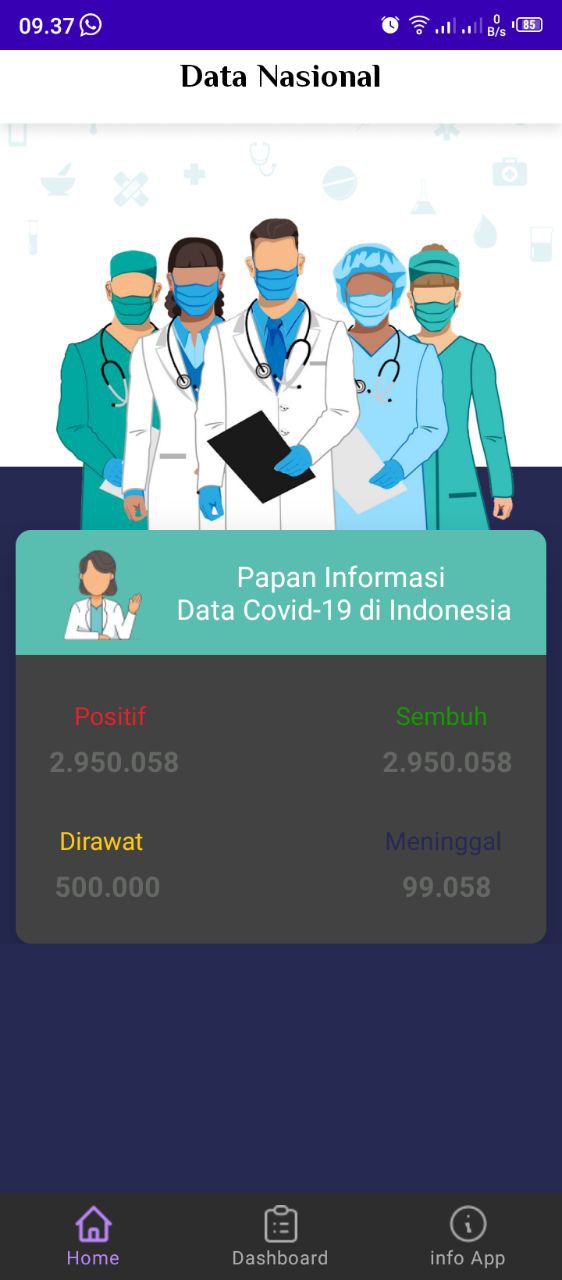 09.37
0
B/s
85
Data Nasional
Papan Informasi
Data Covid-19 di Indonesia
Positif
Sembuh
2.950.058
2.950.058
Dirawat
Meninggal
500.000
99.058
Home
Dashboard
info App